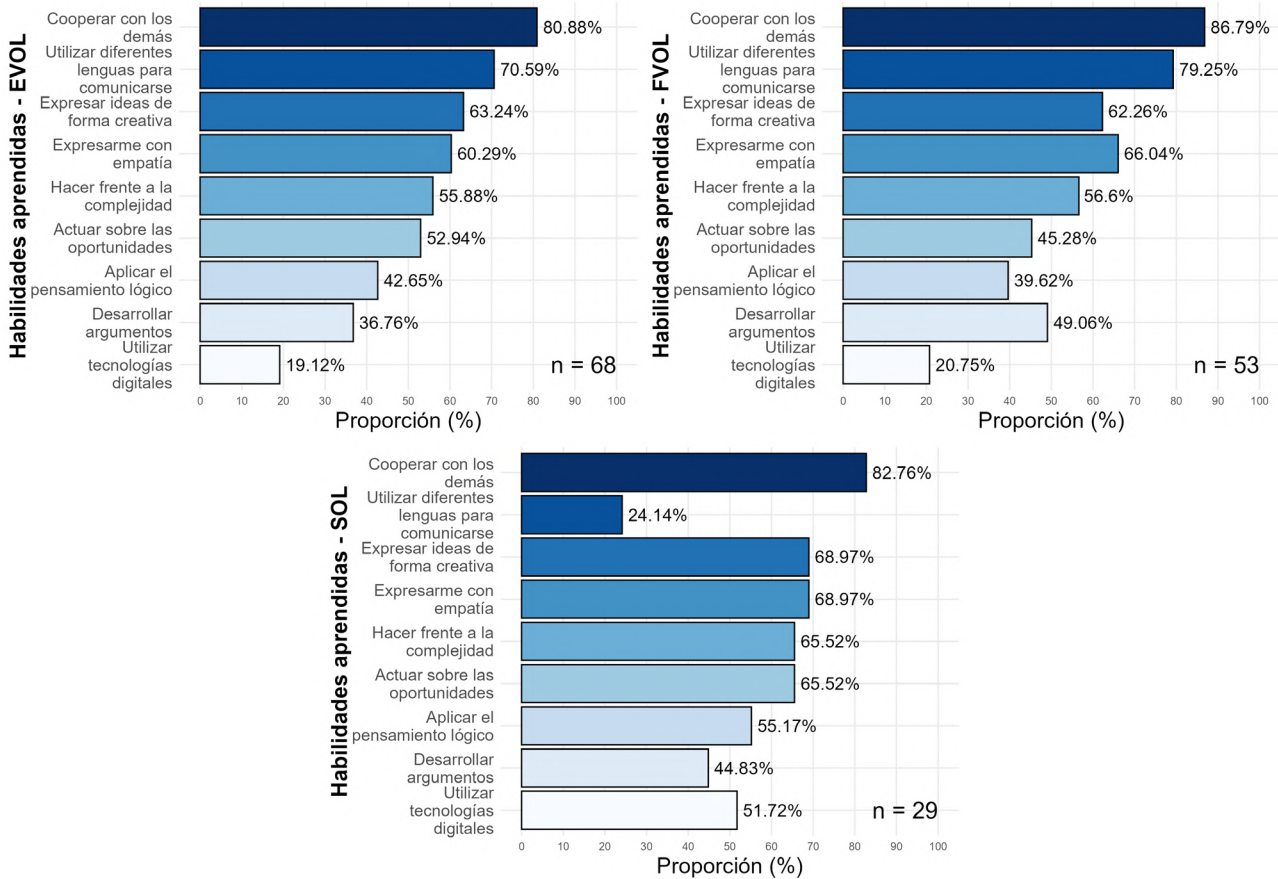 Habilidades aprendidas - EVOL
Cooperar con los
demás
80.88%
Utilizar diferentes
lenguas para
comunicarse
70.59%
Expresar ideas de
forma creativa
63.24%
Expresarme con
empatía
60.29%
Hacer frente a la
complejidad
55.88%
Actuar sobre las
oportunidades
52.94%
Aplicar el
pensamiento lógico
42.65%
Desarrollar
argumentos
36.76%
Utilizar
tecnologías
digitales
19.12%
n = 68
0 10 20 30 40 50 60 70 80 90 100
Proporción (%)
Habilidades aprendidas - FVOL
Cooperar con los
demás
86.79%
Utilizar diferentes
lenguas para
comunicarse
79.25%
Expresar ideas de
forma creativa
62.26%
Expresarme con
empatía
66.04%
Hacer frente a la
complejidad
56.6%
Actuar sobre las
oportunidades
45.28%
Aplicar el
pensamiento lógico
39.62%
Desarrollar
argumentos
49.06%
Utilizar
tecnologías
digitales
20.75%
n = 53
0 10 20 30 40 50 60 70 80 90 100
Proporción (%)
Habilidades aprendidas - SOL
Cooperar con los
demás
82.76%
Utilizar diferentes
lenguas para
comunicarse
24.14%
Expresar ideas de
forma creativa
68.97%
Expresarme con
empatía
68.97%
Hacer frente a la
complejidad
65.52%
Actuar sobre las
oportunidades
65.52%
Aplicar el
pensamiento lógico
55.17%
Desarrollar
argumentos
44.83%
Utilizar
tecnologías
digitales
51.72%
n = 29
0 10 20 30 40 50 60 70 80 90 100
Proporción (%)